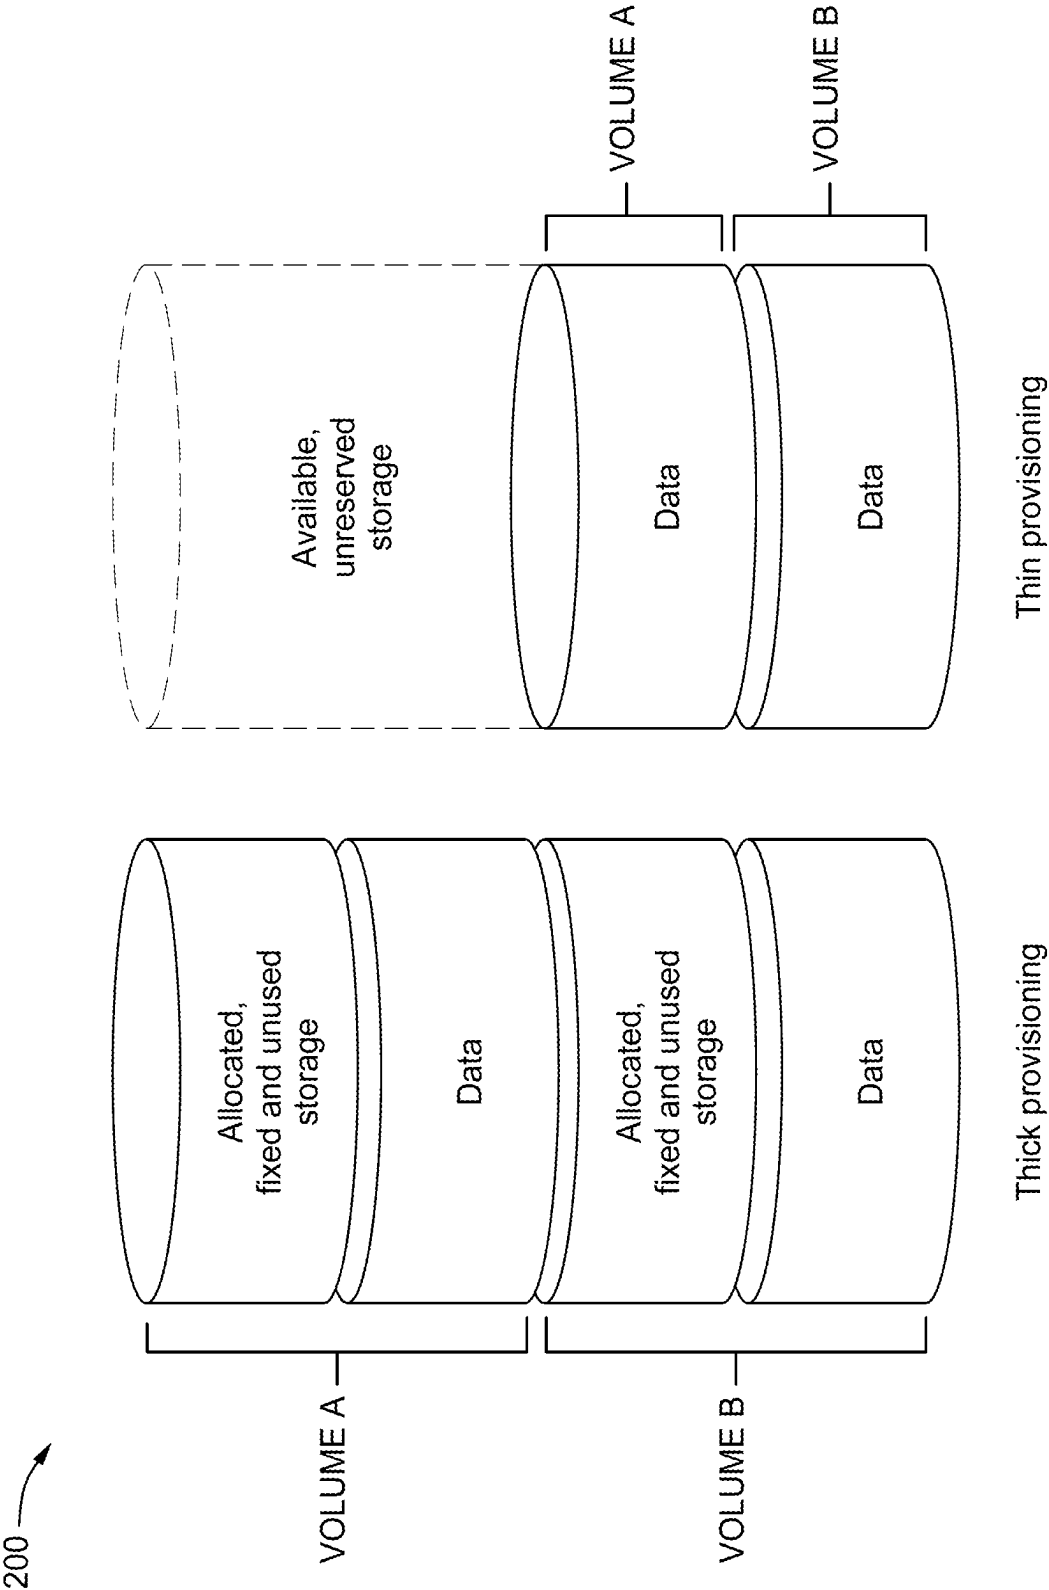 200
VOLUME A
VOLUME B
Allocated,
fixed and unused
storage
Data
Allocated,
fixed and unused
storage
Data
Thick provisioning
Available,
unreserved
storage
Data
Data
VOLUME A
VOLUME B
Thin provisioning